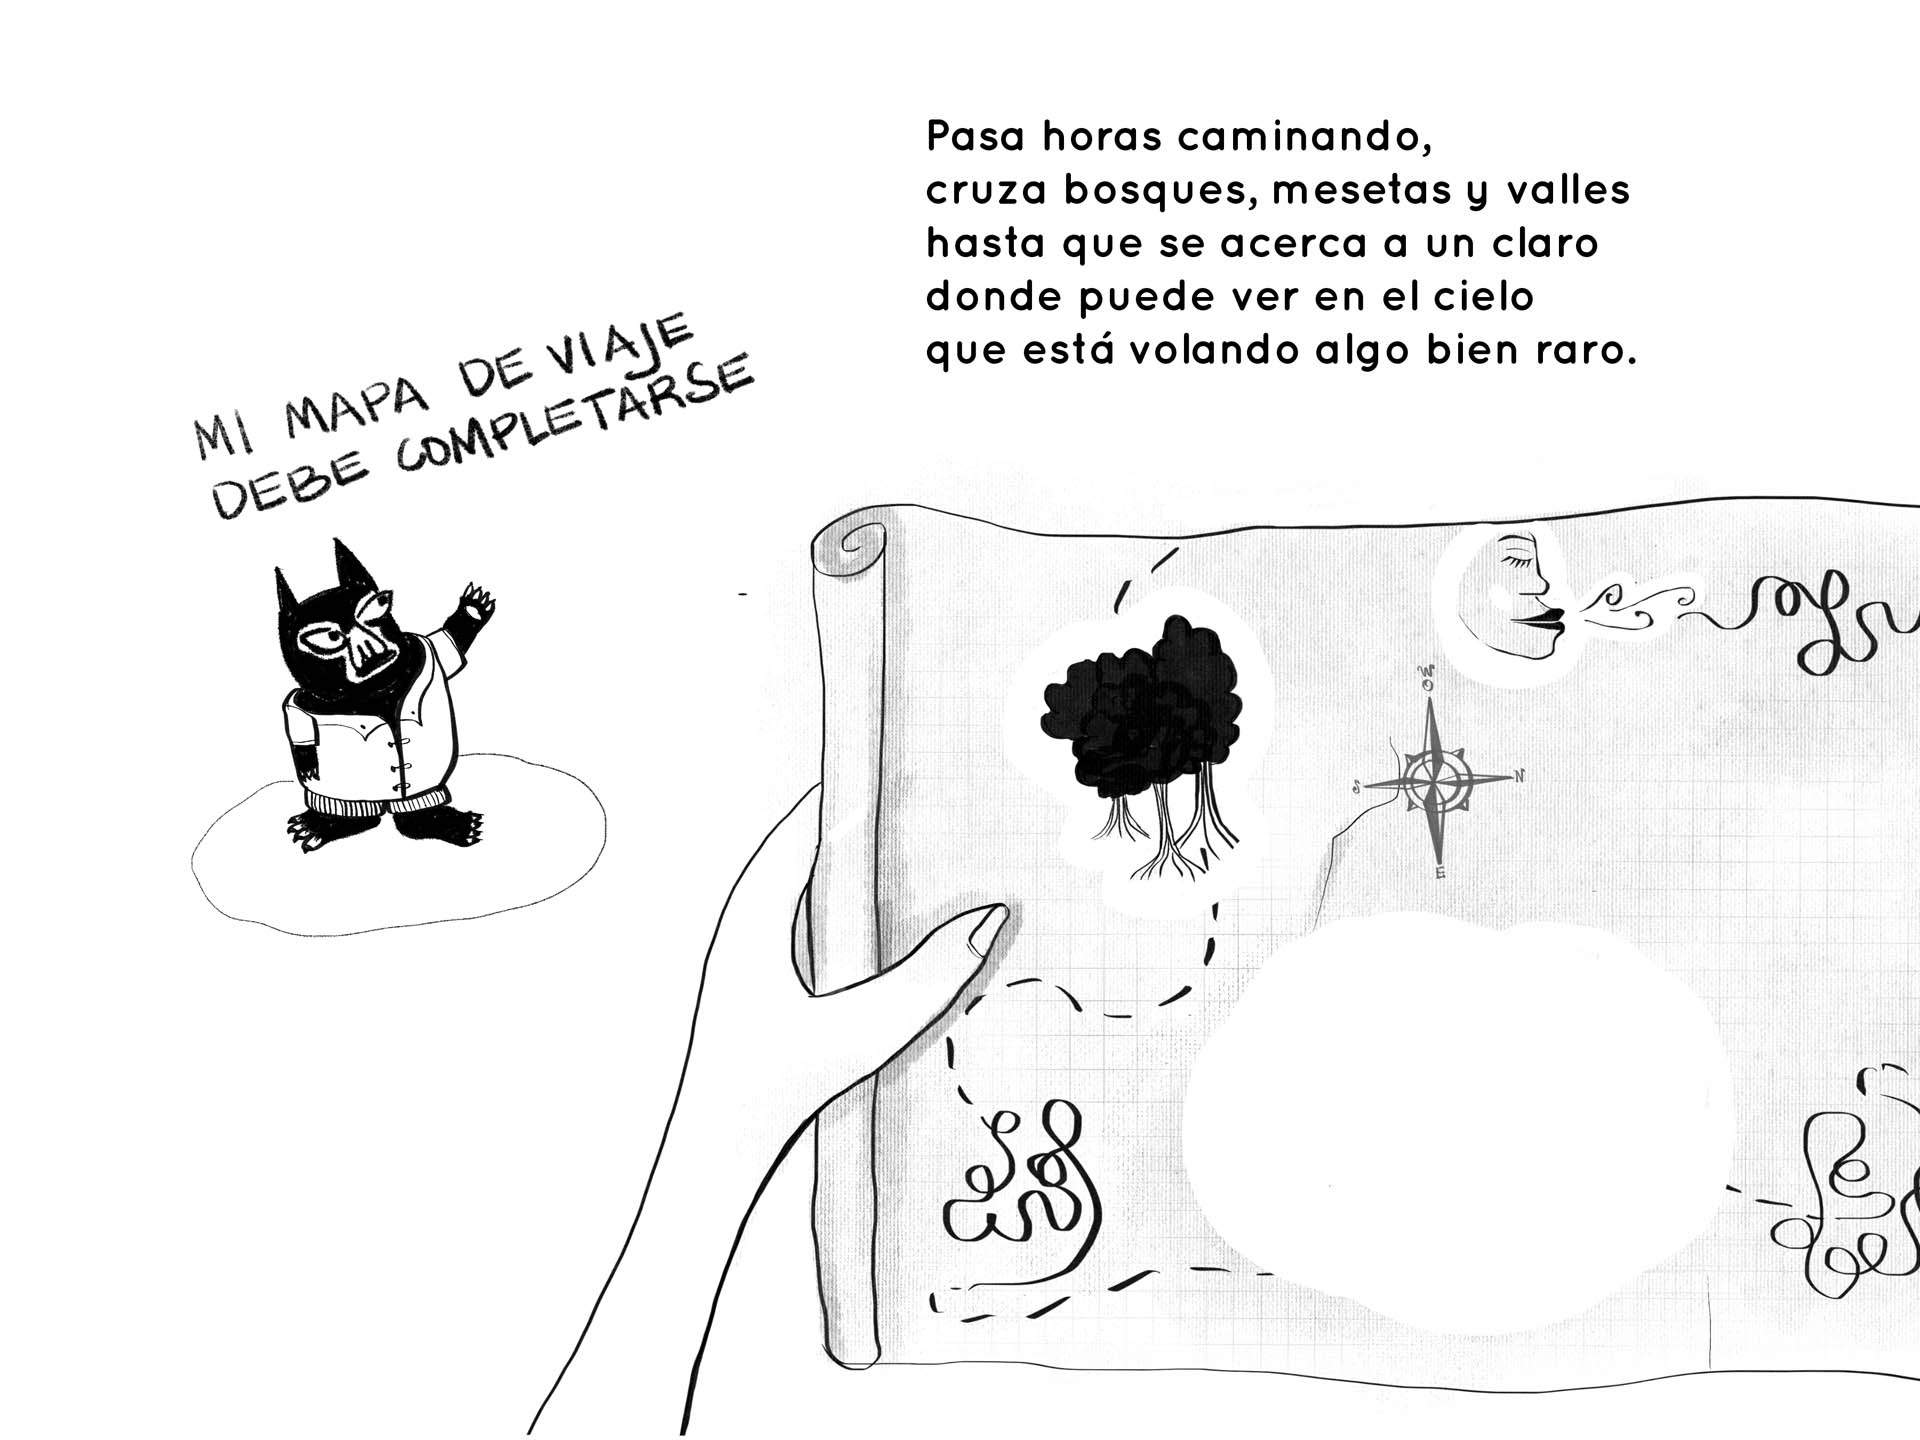 Pasa horas caminando,
cruza bosques, mesetas y valles
hasta que se acerca a un claro
donde puede ver en el cielo
que está volando algo bien raro.
MI MAPA DE VIAJE
DEBE COMPLETARSE
W
O
S
N
E